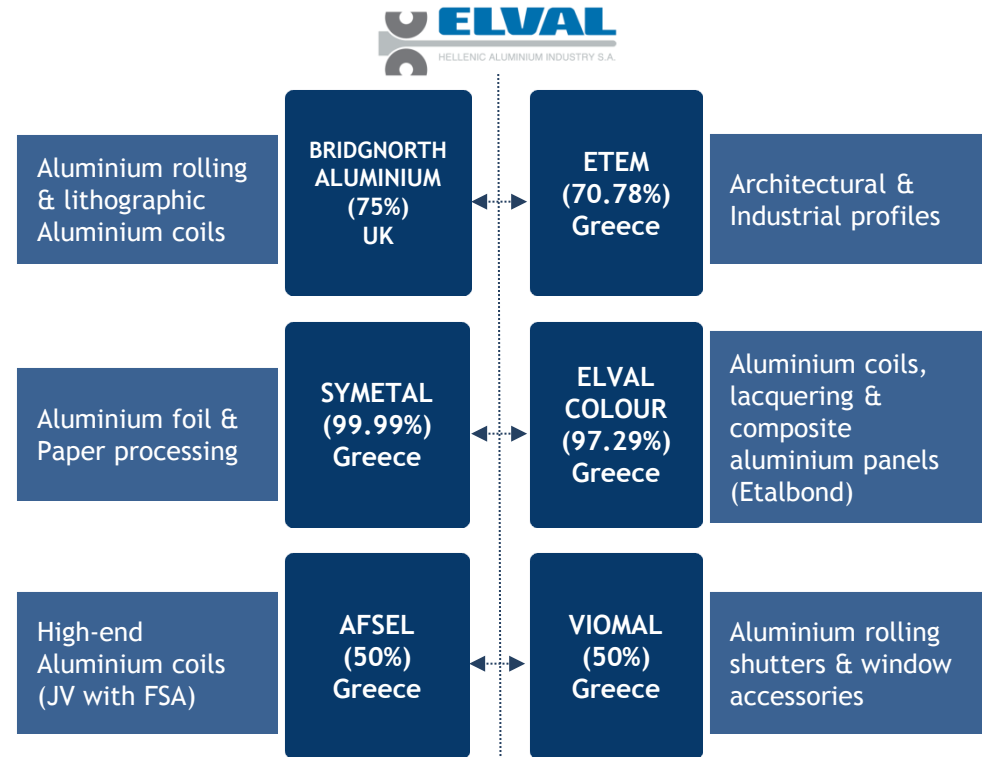 ELVAL
HELLENIC ALUMINIUM INDUSTRY S.A.
Aluminium rolling
& lithographic
Aluminium coils
BRIDGNORTH
ALUMINIUM
(75%)
UK
ETEM
(70.78%)
Greece
Architectural &
Industrial profiles
Aluminium foil &
Paper processing
SYMETAL
(99.99%)
Greece
ELVAL
COLOUR
(97.29%)
Greece
Aluminium coils,
lacquering &
composite
aluminium panels
(Etalbond)
High-end
Aluminium coils
(JV with FSA)
AFSEL
(50%)
Greece
VIOMAL
(50%)
Greece
Aluminium rolling
shutters & window
accessories